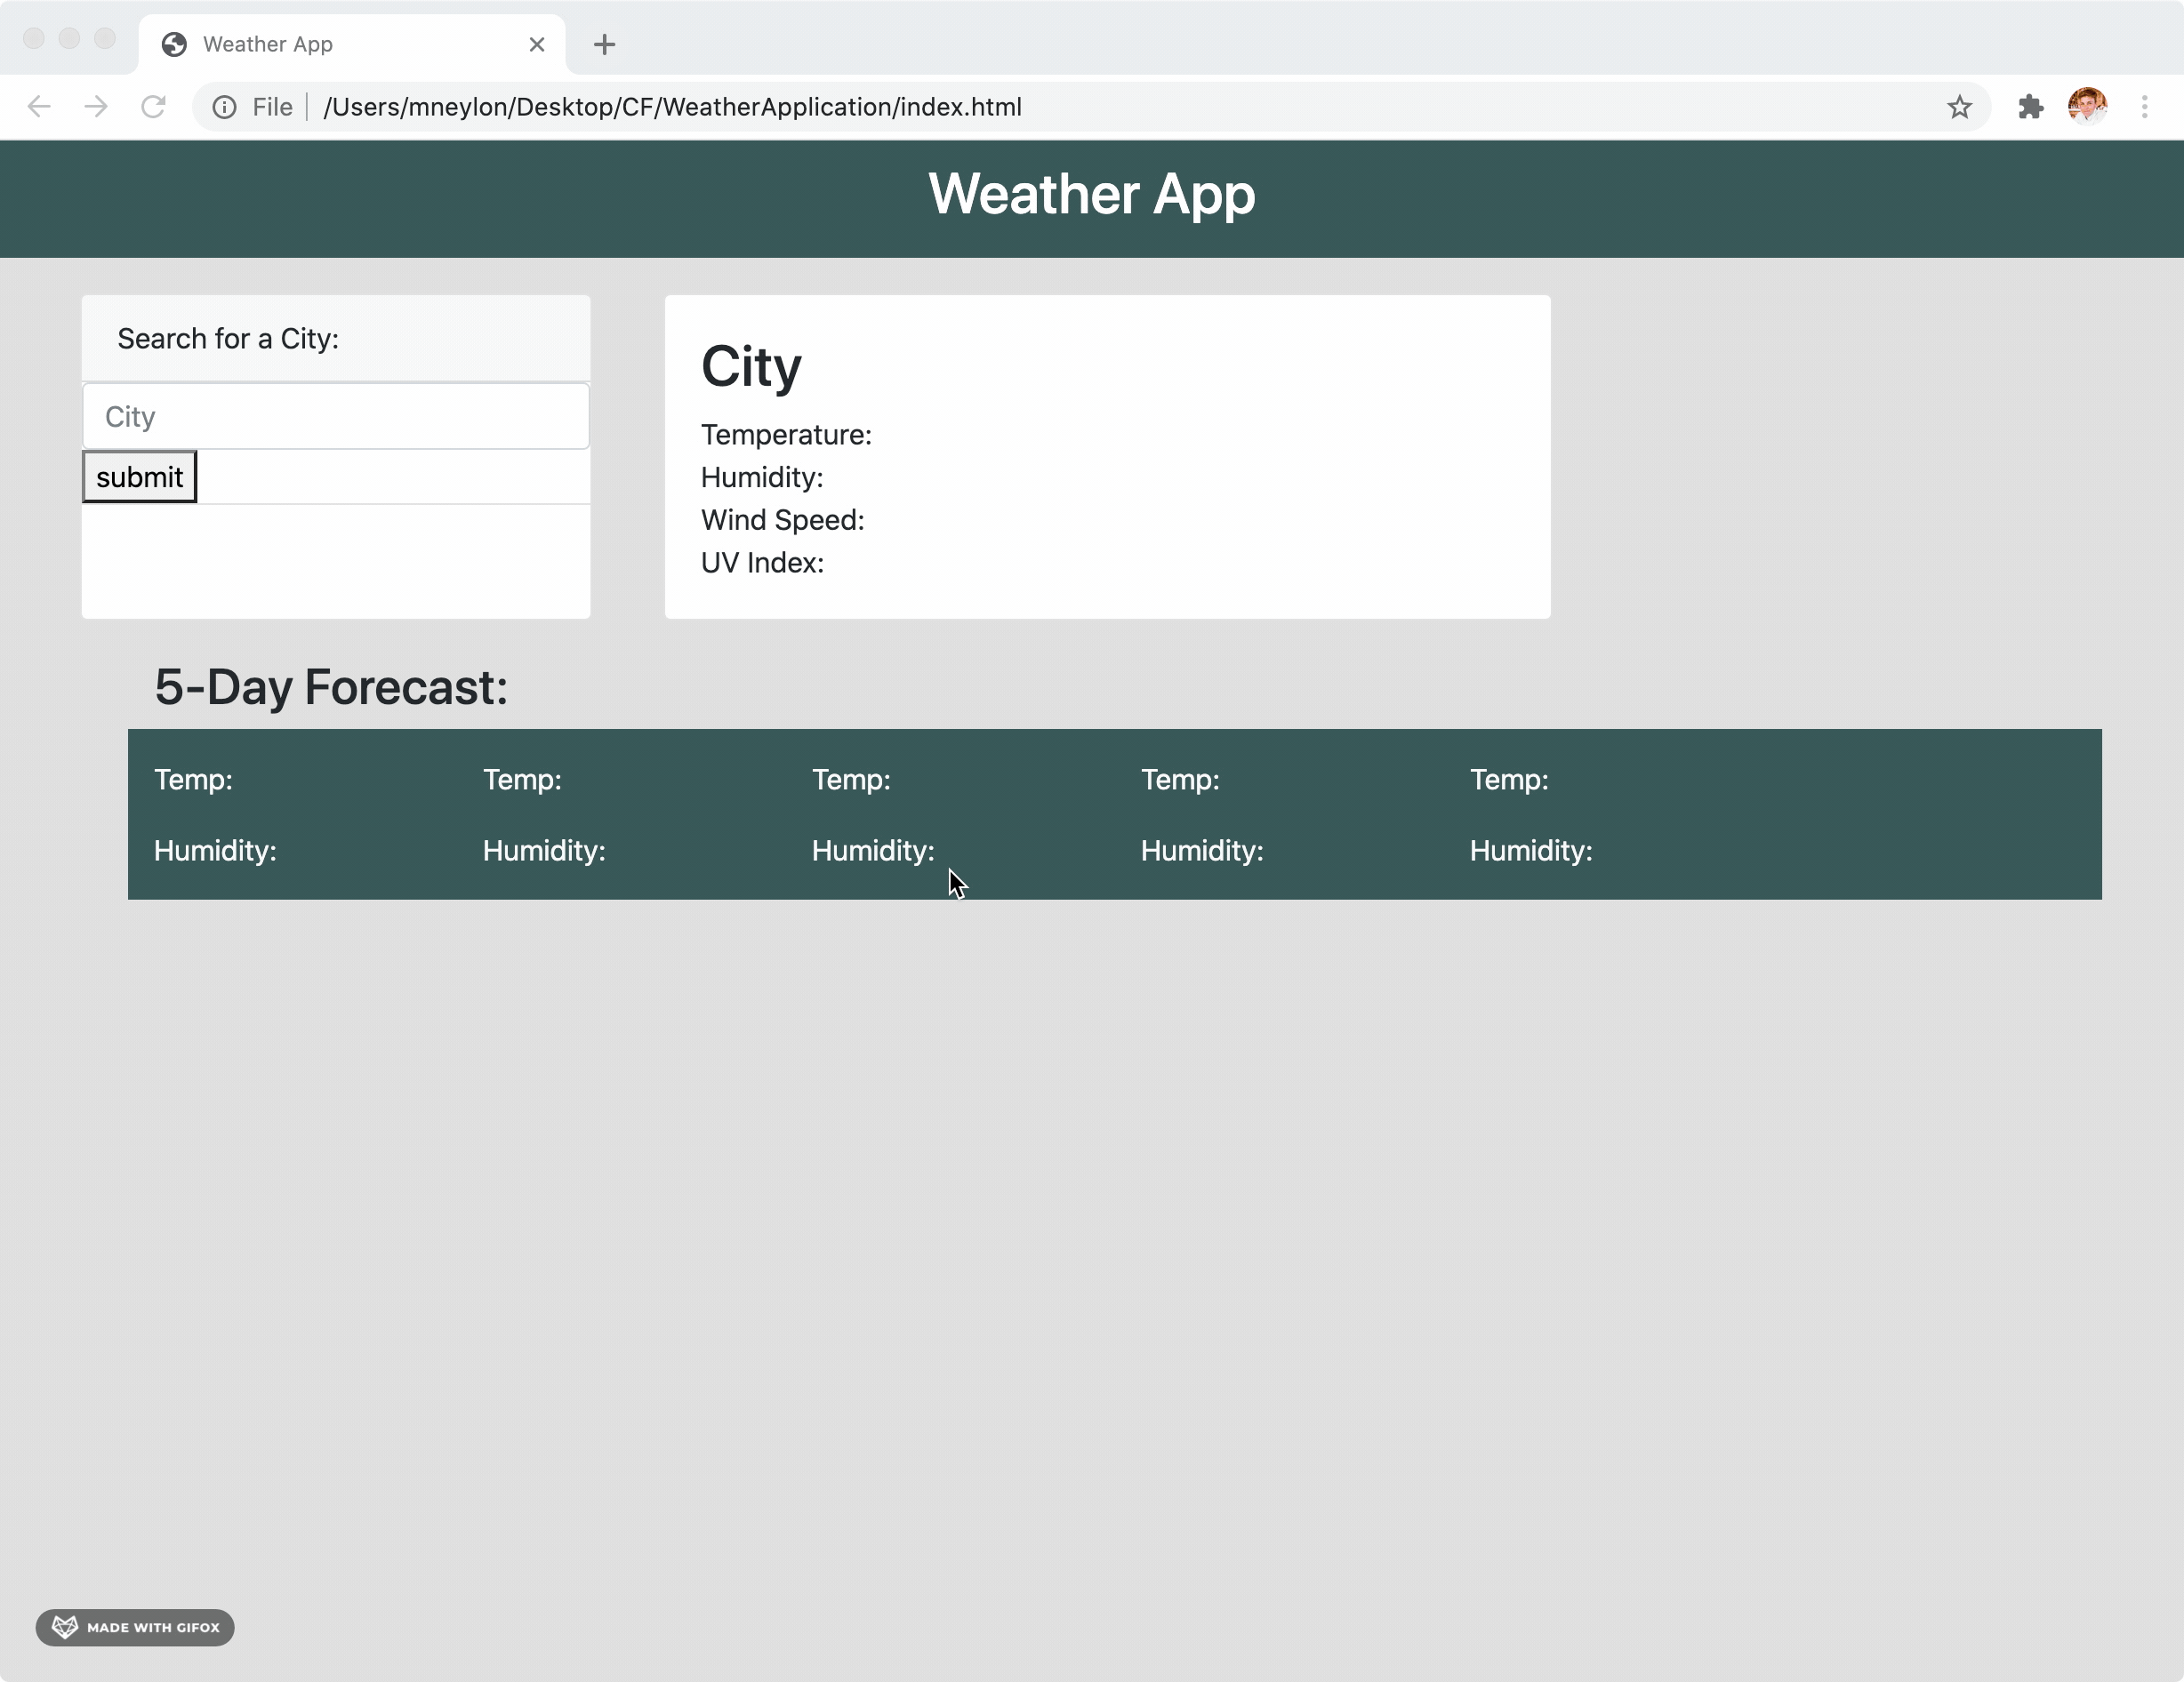 Weather App
File
/Users/mneylon/Desktop/CF/WeatherApplication/index.html
Weather App
Search for a City:
City
submit
City
Temperature:
Humidity:
Wind Speed:
UV Index:
5-Day Forecast:
Temp: Temp: Temp: Temp: Temp:
Humidity: Humidity: Humidity: Humidity: Humidity:
MADE WITH GIFOX